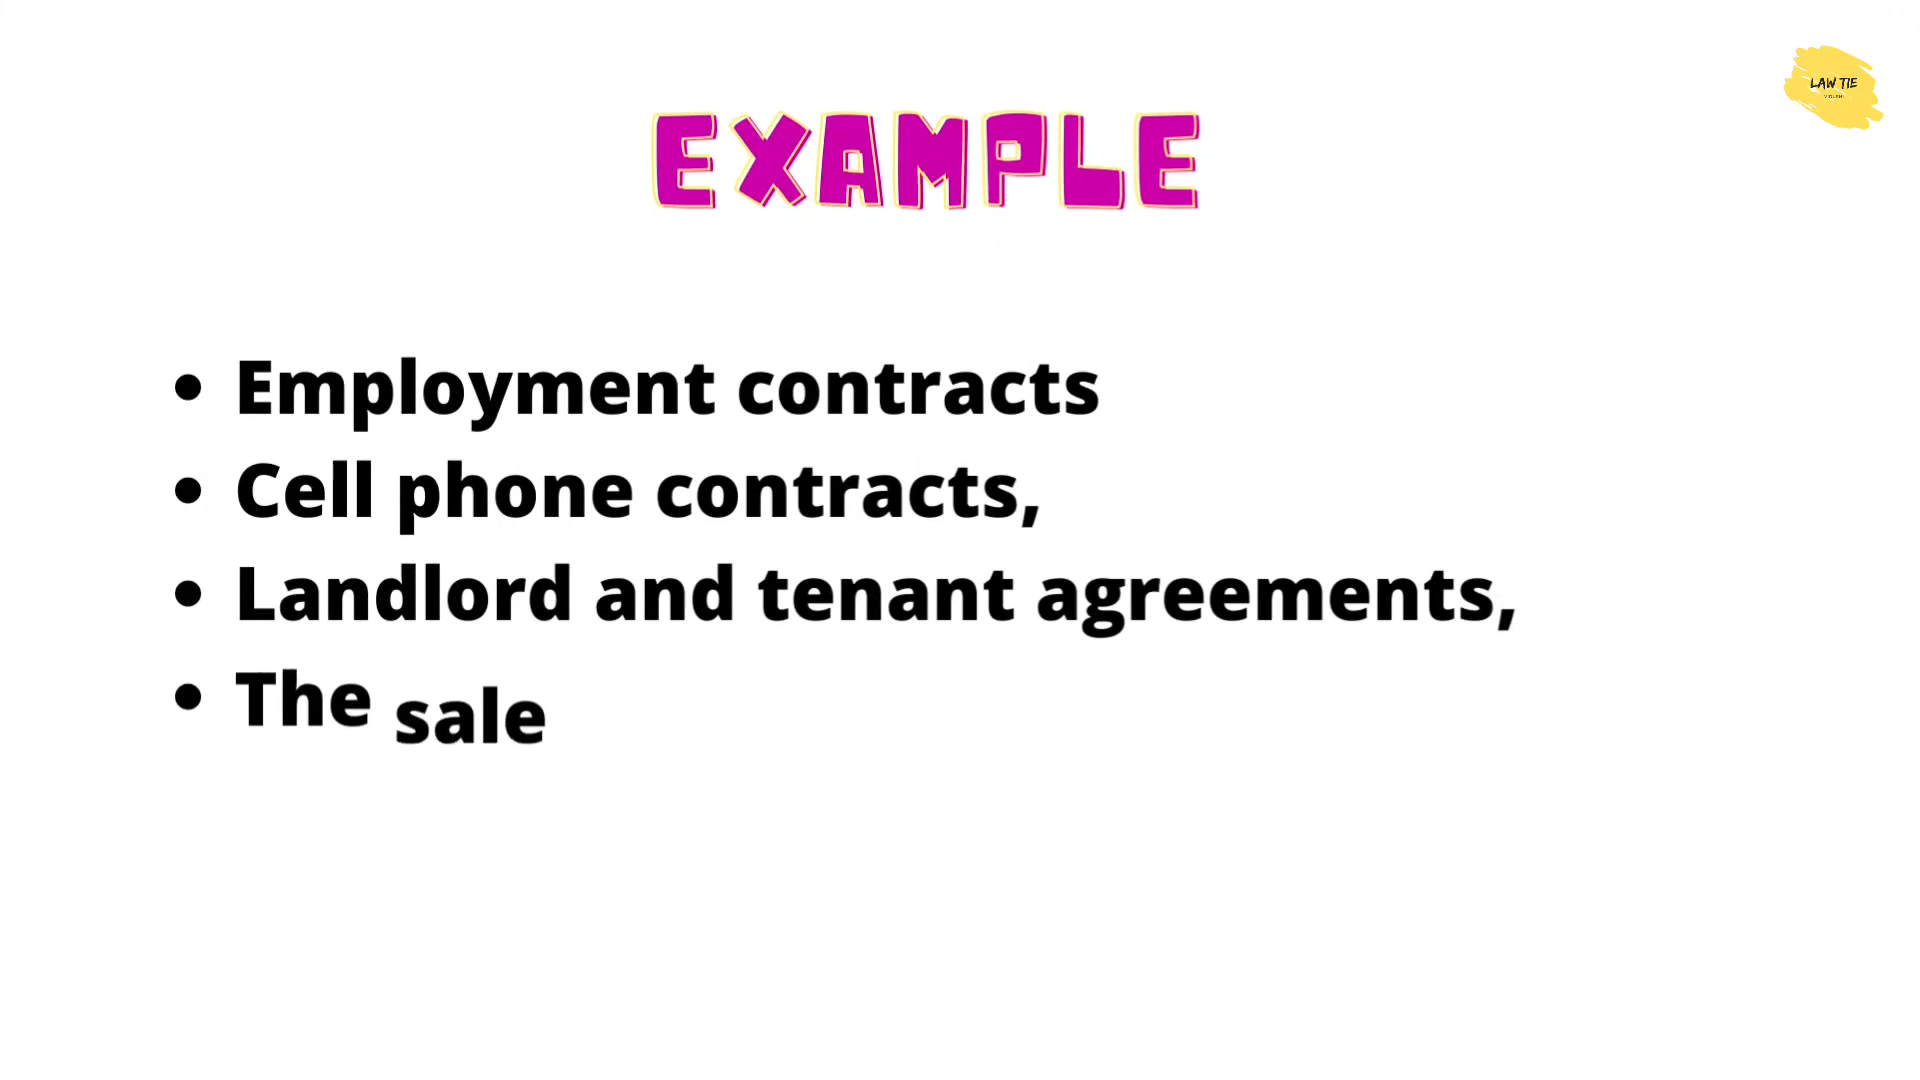 LAW TIE
EXAMPLE
• Employment contracts
• Cell phone contracts,
• Landlord and tenant agreements,
• The sale